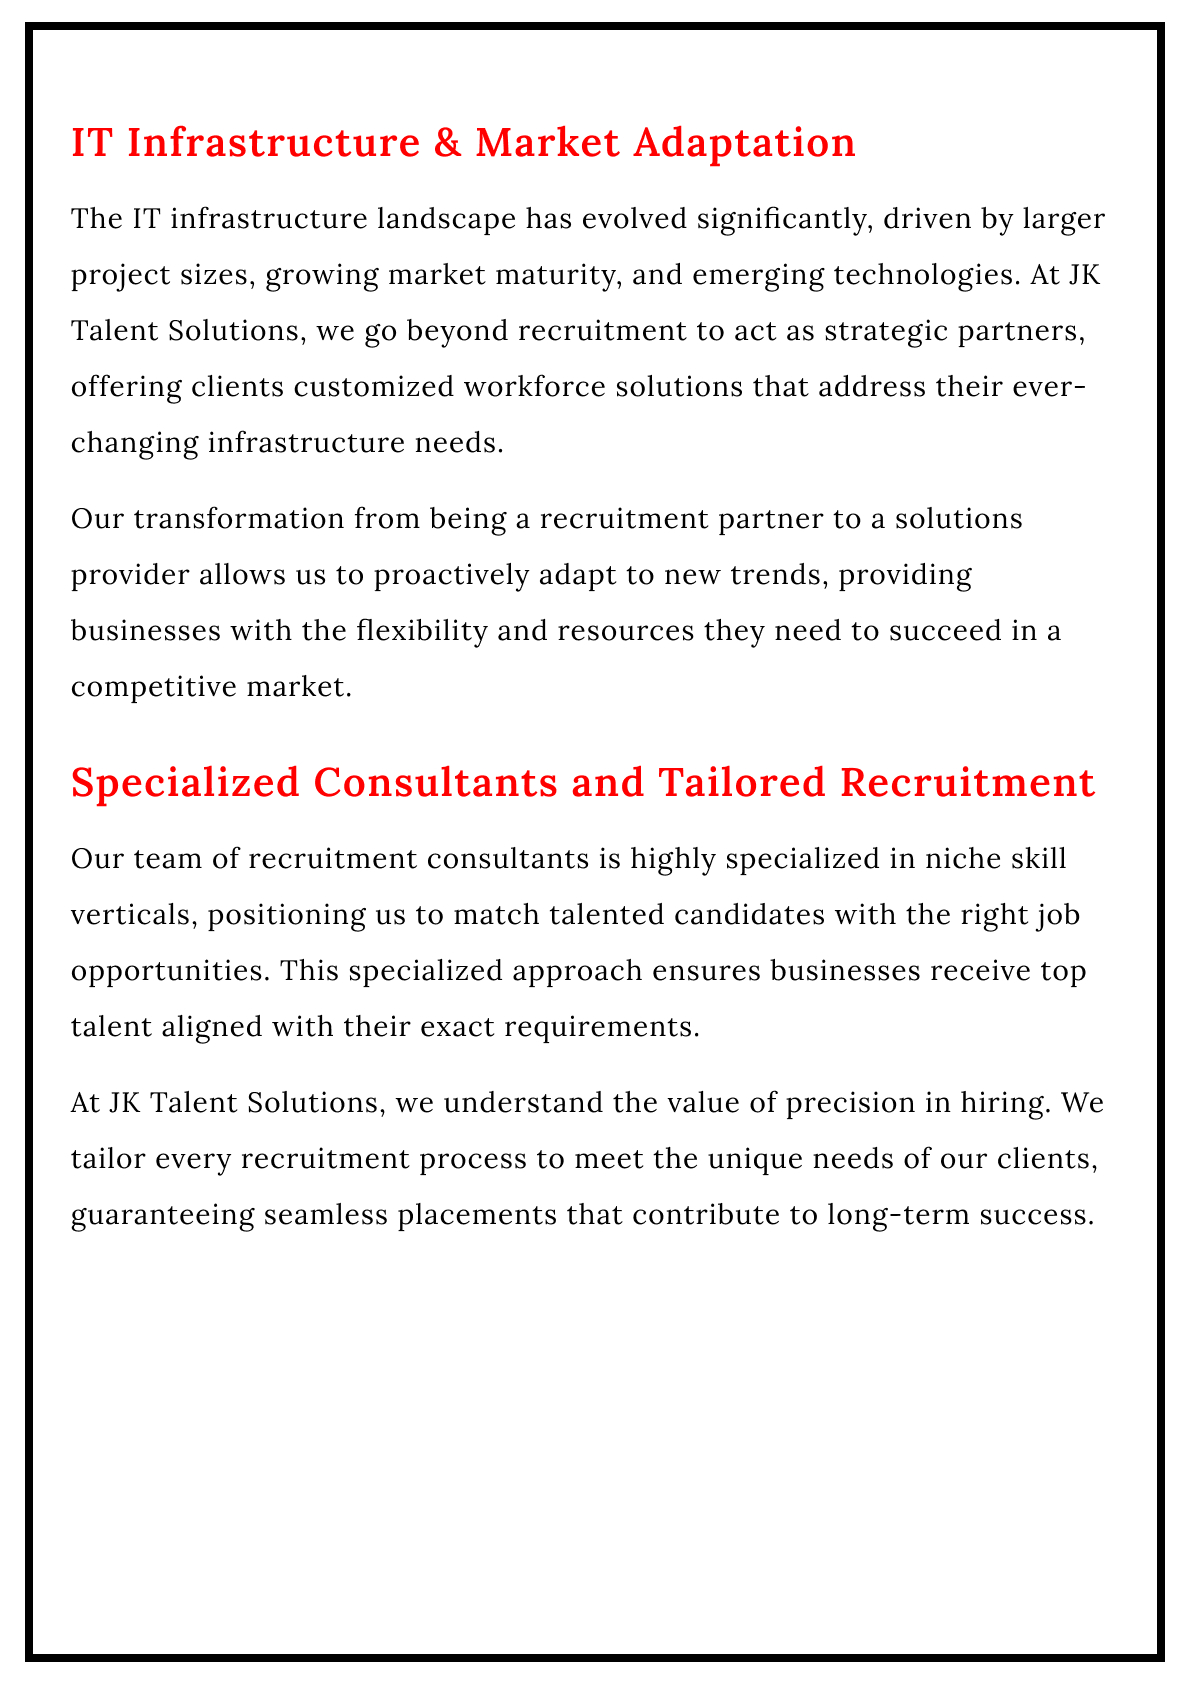 IT Infrastructure & Market Adaptation
The IT infrastructure landscape has evolved significantly, driven by larger
project sizes, growing market maturity, and emerging technologies. At JK
Talent Solutions, we go beyond recruitment to act as strategic partners,
offering clients customized workforce solutions that address their ever-
changing infrastructure needs.
Our transformation from being a recruitment partner to a solutions
provider allows us to proactively adapt to new trends, providing
businesses with the flexibility and resources they need to succeed in a
competitive market.
Specialized Consultants and Tailored Recruitment
Our team of recruitment consultants is highly specialized in niche skill
verticals, positioning us to match talented candidates with the right job
opportunities. This specialized approach ensures businesses receive top
talent aligned with their exact requirements.
At JK Talent Solutions, we understand the value of precision in hiring. We
tailor every recruitment process to meet the unique needs of our clients,
guaranteeing seamless placements that contribute to long-term success.